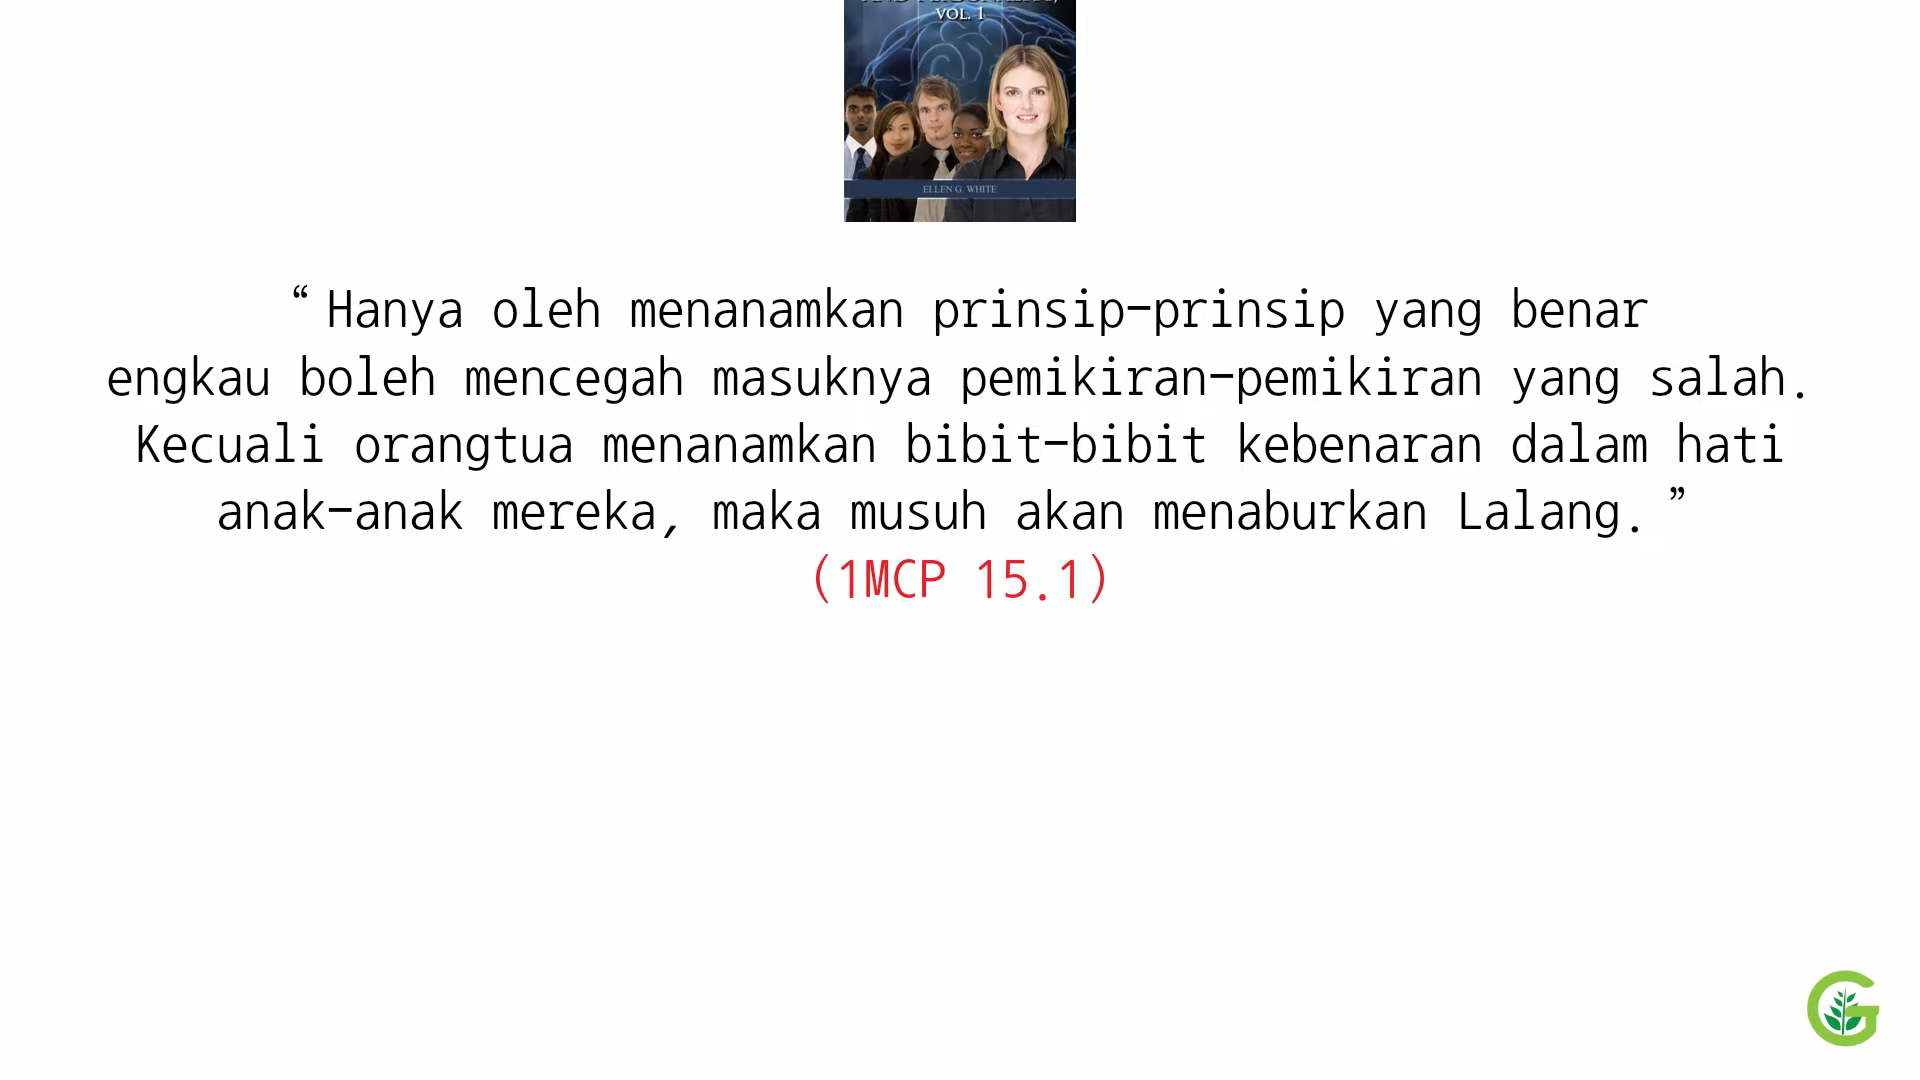 VOL. 1
ELLEN G. WHITE
“Hanya oleh menanamkan prinsip-prinsip yang benar
engkau boleh mencegah masuknya pemikiran-pemikiran yang salah.
Kecuali orangtua menanamkan bibit-bibit kebenaran dalam hati
anak-anak mereka, maka musuh akan menaburkan Lalang.”
(1MCP 15.1)